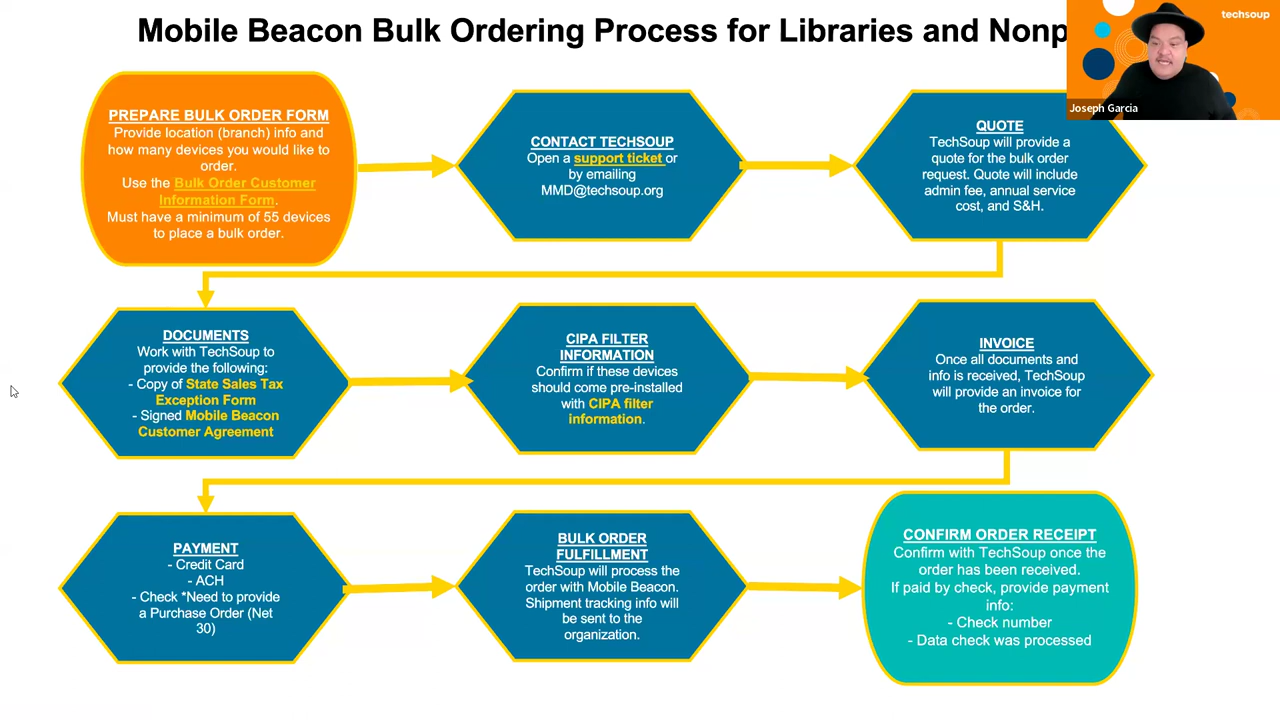 Mobile Beacon Bulk Ordering Process for Libraries and Nonp
techsoup
Joseph Garcia
PREPARE BULK ORDER FORM
Provide location (branch) info and
how many devices you would like to
order.
Use the Bulk Order Customer
Information Form.
Must have a minimum of 55 devices
to place a bulk order.
CONTACT TECHSOUP
Open a support ticket or
by emailing
MMD@techsoup.org
QUOTE
TechSoup will provide a
quote for the bulk order
request. Quote will include
admin fee, annual service
cost, and S&H.
DOCUMENTS
Work with TechSoup to
provide the following:
- Copy of State Sales Tax
Exception Form
- Signed Mobile Beacon
Customer Agreement
CIPA FILTER
INFORMATION
Confirm if these devices
should come pre-installed
with CIPA filter
information.
INVOICE
Once all documents and
info is received, TechSoup
will provide an invoice for
the order.
PAYMENT
- Credit Card
- ACH
- Check *Need to provide
a Purchase Order (Net
30)
BULK ORDER
FULFILLMENT
TechSoup will process the
order with Mobile Beacon.
Shipment tracking info will
be sent to the
organization.
CONFIRM ORDER RECEIPT
Confirm with TechSoup once the
order has been received.
If paid by check, provide payment
info:
- Check number
- Data check was processed